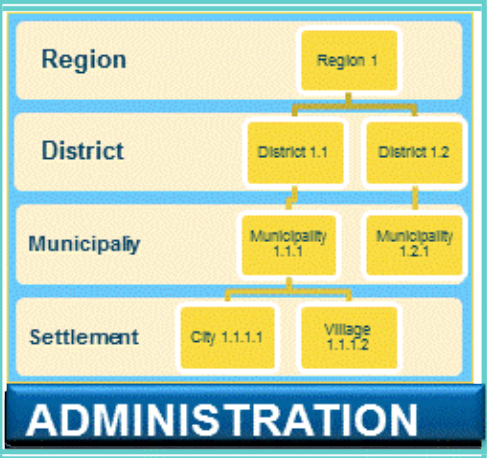 Region
Region 1
District
District 1.1
District 1.2
Municipaliy
Municipality
1.1.1
Municipality
1.2.1
Settlement
City 1.1.1.1
Village
1.1.1.2
ADMINISTRATION